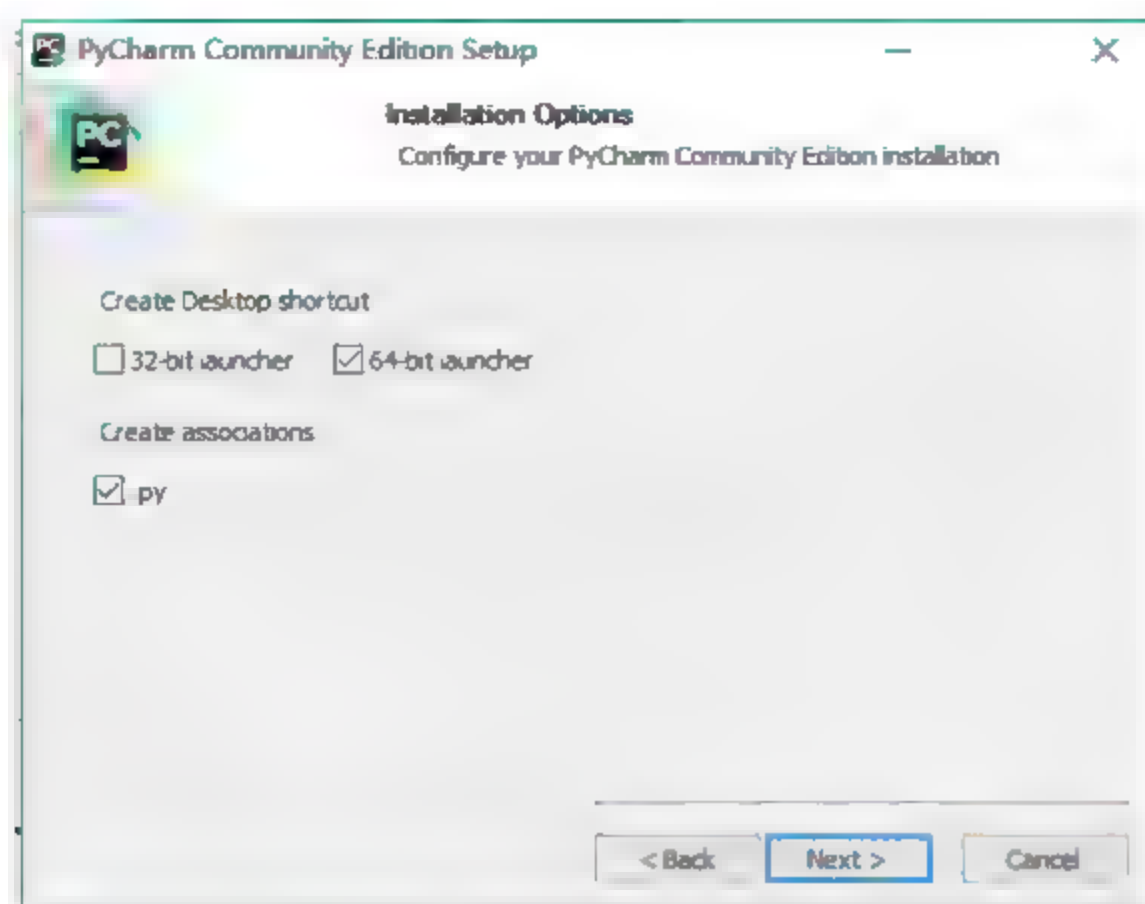 PyCharm Community Edition Setup
PC
Installation Options
Configure your PyCharm Community Edition installation
Create Desktop shortcut
32-bit launcher 64-bit launcher
Create associations
.py
< Back Next > Cancel